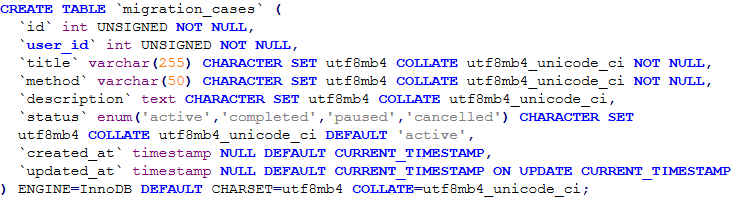 CREATE TABLE `migration_cases` (
`id` int UNSIGNED NOT NULL,
`user_id` int UNSIGNED NOT NULL,
`title` varchar(255) CHARACTER SET utf8mb4 COLLATE utf8mb4_unicode_ci NOT NULL,
`method` varchar(50) CHARACTER SET utf8mb4 COLLATE utf8mb4_unicode_ci NOT NULL,
`description` text CHARACTER SET utf8mb4 COLLATE utf8mb4_unicode_ci,
`status` enum('active','completed','paused','cancelled') CHARACTER SET
utf8mb4 COLLATE utf8mb4_unicode_ci DEFAULT 'active',
`created_at` timestamp NULL DEFAULT CURRENT_TIMESTAMP,
`updated_at` timestamp NULL DEFAULT CURRENT_TIMESTAMP ON UPDATE CURRENT_TIMESTAMP
) ENGINE=InnoDB DEFAULT CHARSET=utf8mb4 COLLATE=utf8mb4_unicode_ci;